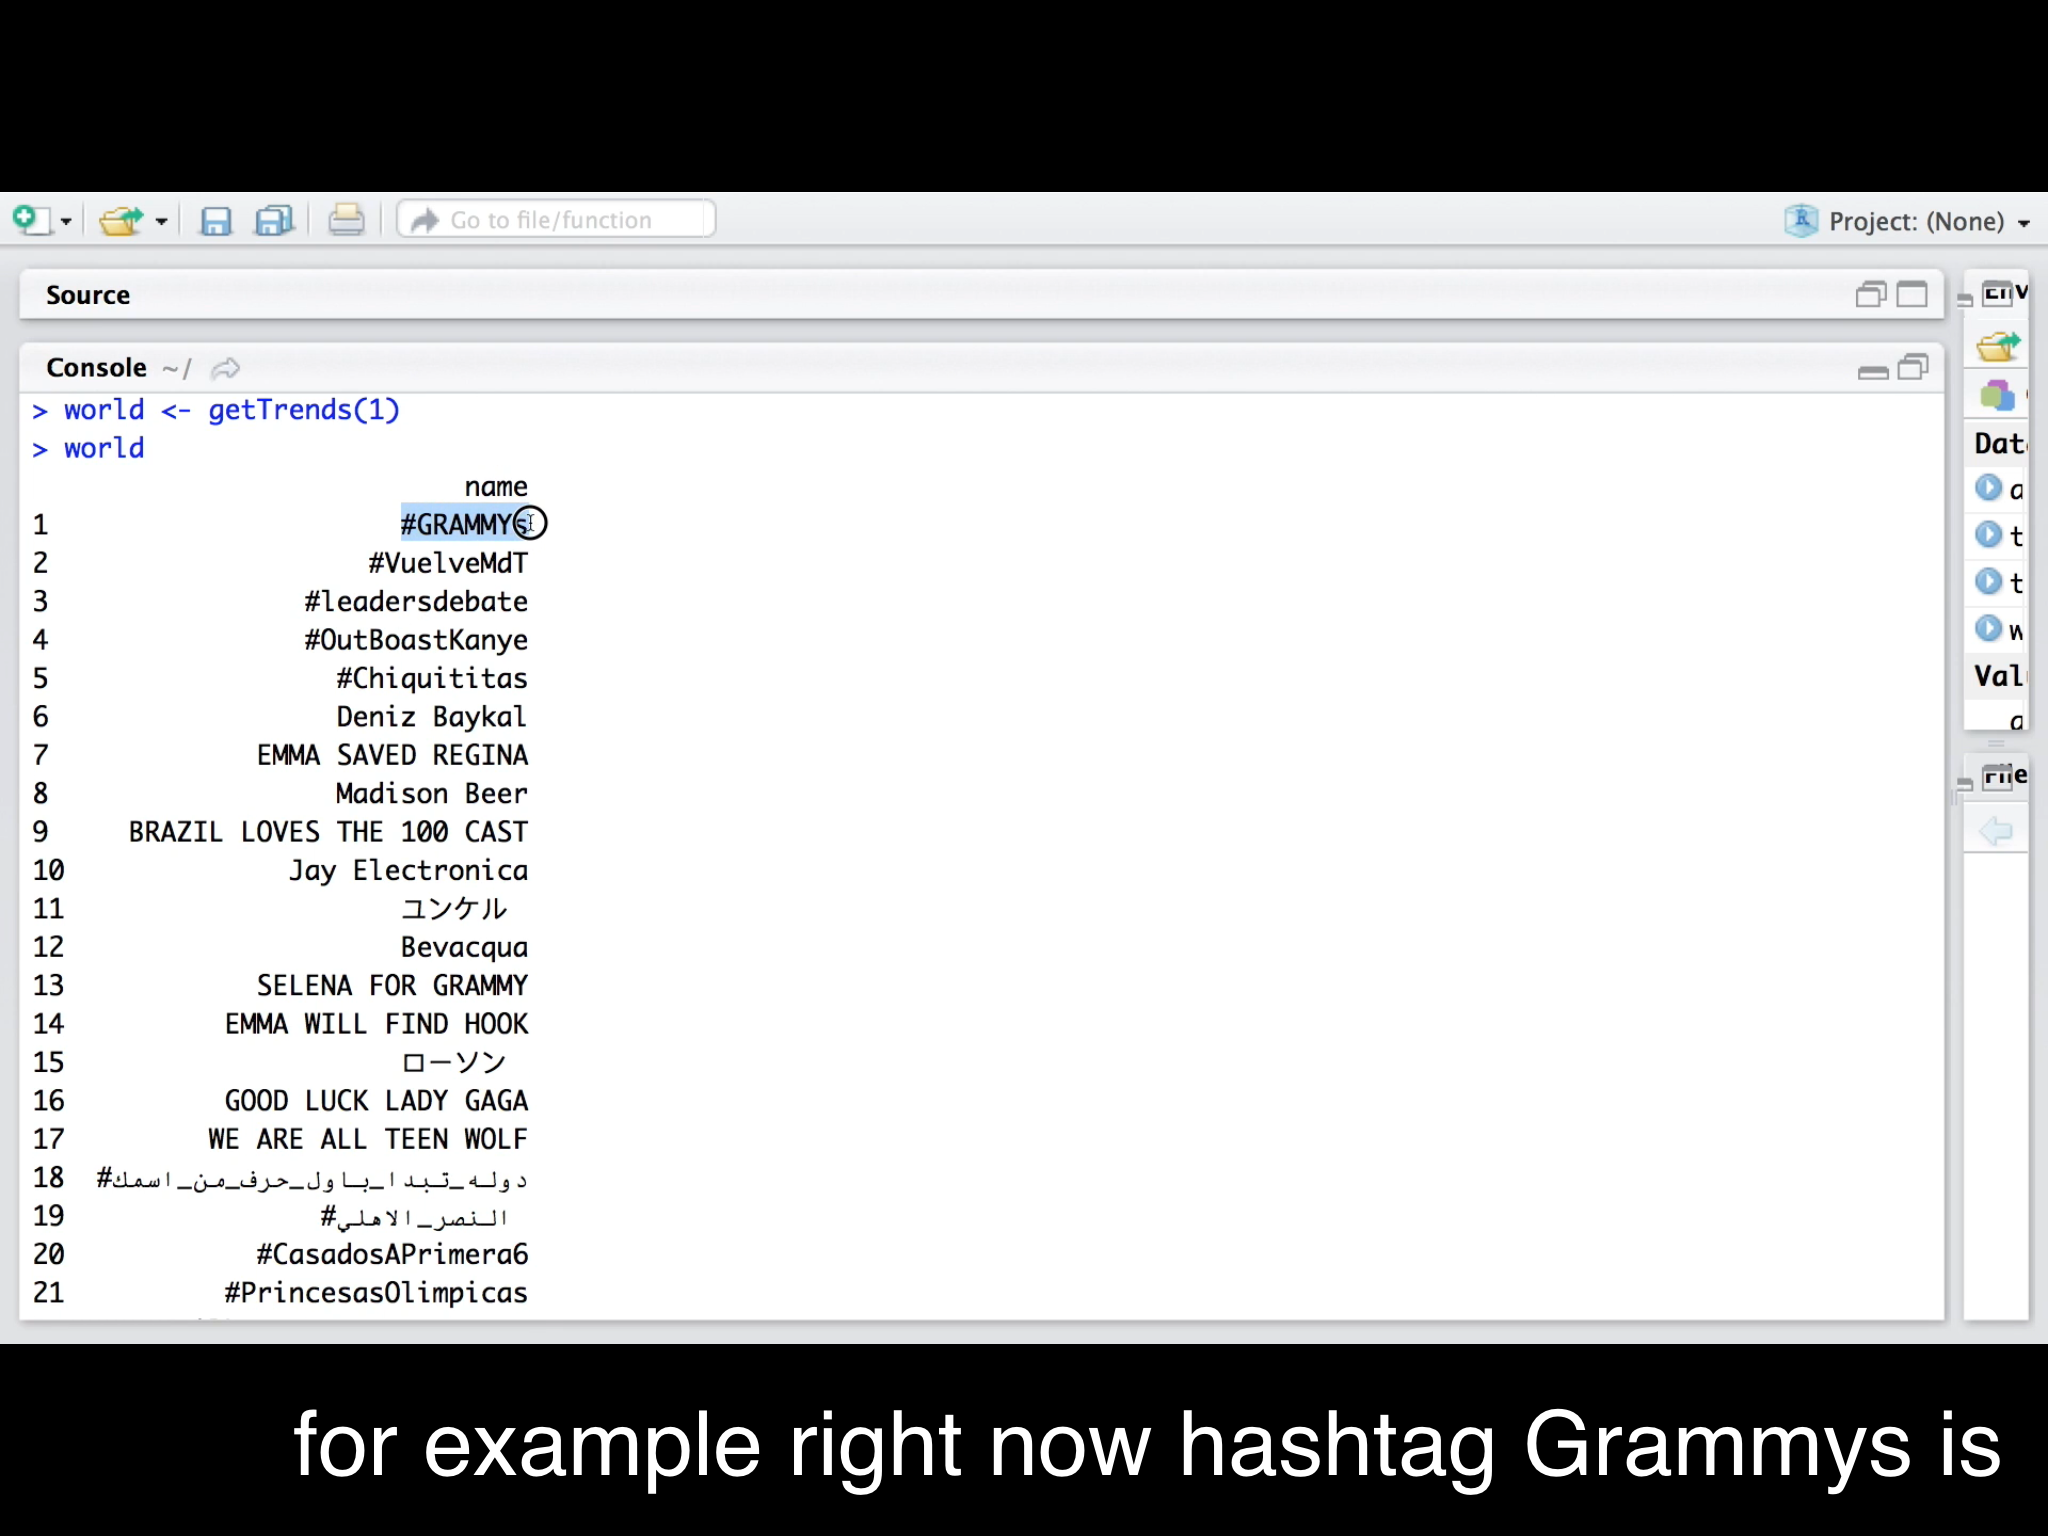 Go to file/function
Project: (None)
Source
Console ~/
> world <- getTrends(1)
> world
name
1 #GRAMMYs
2 #VuelveMdT
3 #leadersdebate
4 #OutBoastKanye
5 #Chiquititas
6 Deniz Baykal
7 EMMA SAVED REGINA
8 Madison Beer
9 BRAZIL LOVES THE 100 CAST
10 Jay Electronica
11 ユンケル
12 Bevacqua
13 SELENA FOR GRAMMY
14 EMMA WILL FIND HOOK
15 ローソン
16 GOOD LUCK LADY GAGA
17 WE ARE ALL TEEN WOLF
18 #دوله_تبدا_باول_حرف_من_اسمك
19 #النصر_الاهلي
20 #CasadosAPrimera6
21 #PrincesasOlimpicas
Env
Dat
a
t
t
w
Val
a
File
for example right now hashtag Grammys is